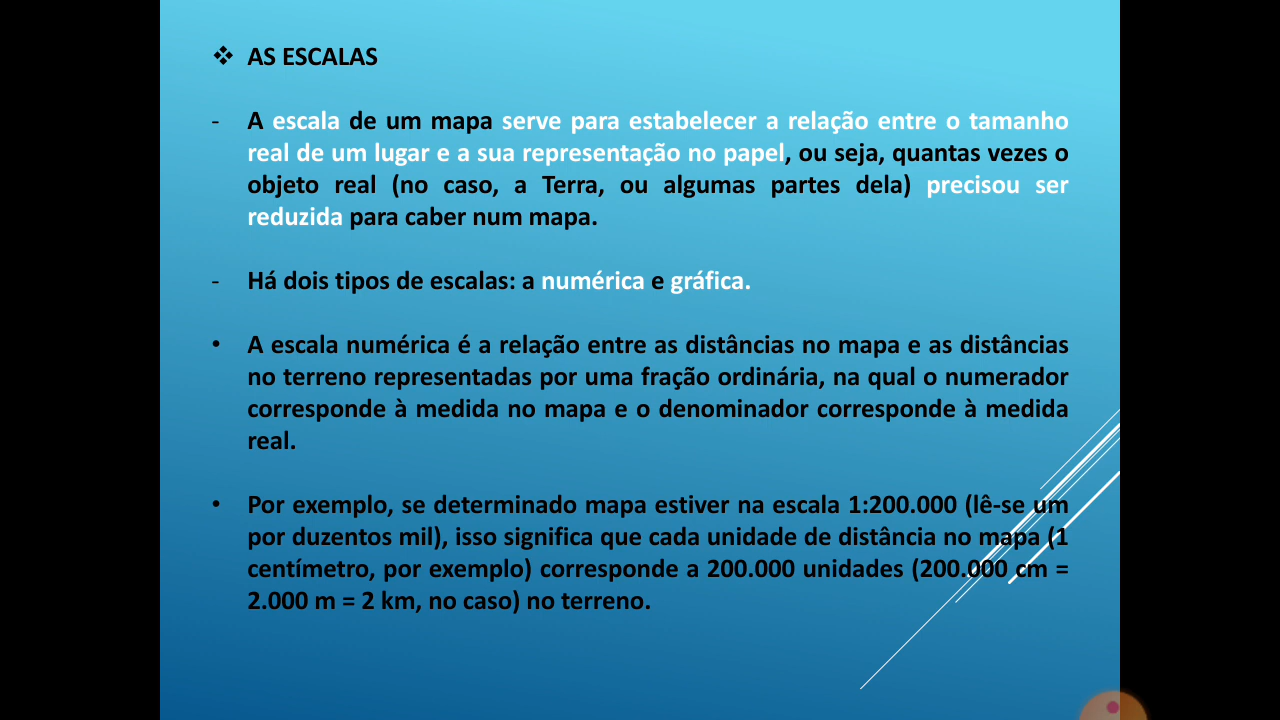 ❖ AS ESCALAS
- A escala de um mapa serve para estabelecer a relação entre o tamanho
real de um lugar e a sua representação no papel, ou seja, quantas vezes o
objeto real (no caso, a Terra, ou algumas partes dela) precisou ser
reduzida para caber num mapa.
- Há dois tipos de escalas: a numérica e gráfica.
• A escala numérica é a relação entre as distâncias no mapa e as distâncias
no terreno representadas por uma fração ordinária, na qual o numerador
corresponde à medida no mapa e o denominador corresponde à medida
real.
• Por exemplo, se determinado mapa estiver na escala 1:200.000 (lê-se um
por duzentos mil), isso significa que cada unidade de distância no mapa (1
centímetro, por exemplo) corresponde a 200.000 unidades (200.000 cm =
2.000 m = 2 km, no caso) no terreno.